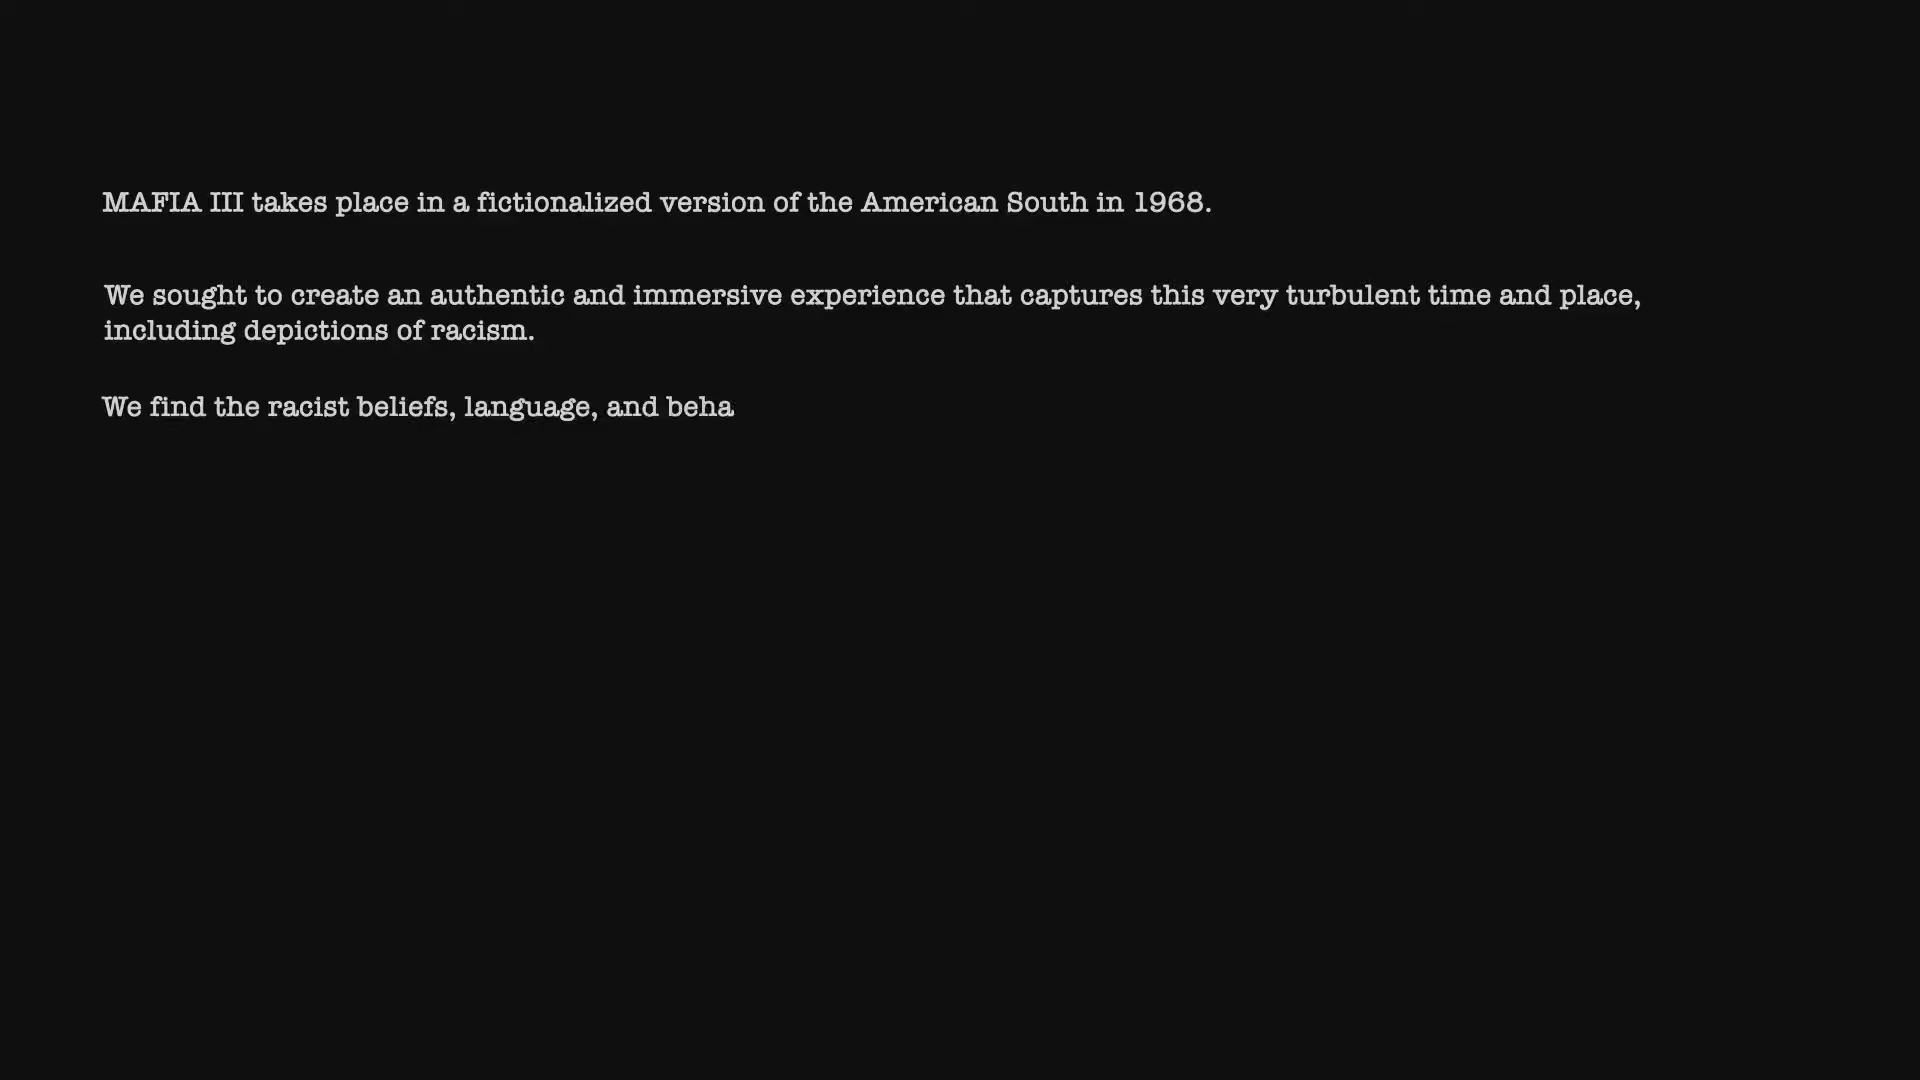 MAFIA III takes place in a fictionalized version of the American South in 1968.
We sought to create an authentic and immersive experience that captures this very turbulent time and place,
including depictions of racism.
We find the racist beliefs, language, and beha